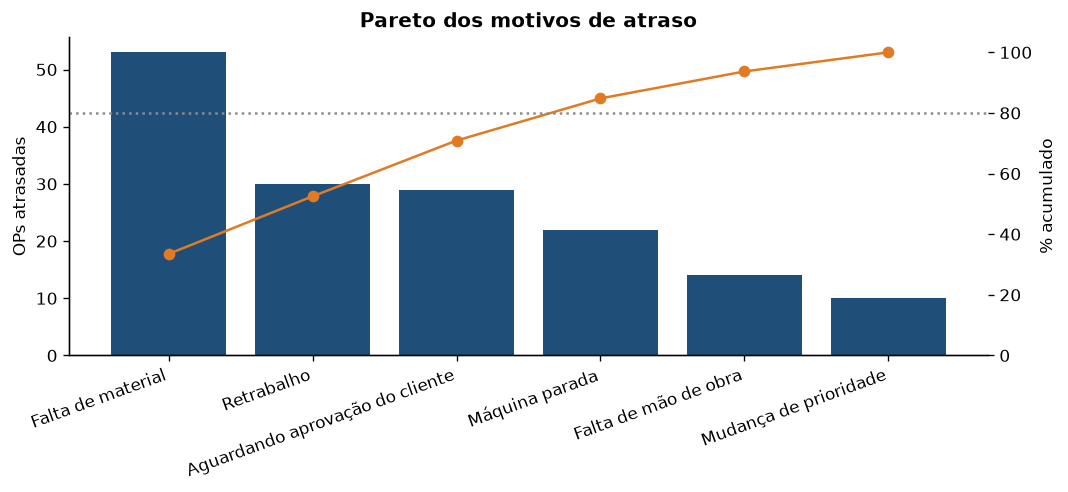 Pareto dos motivos de atraso
OPs atrasadas
50
40
30
20
10
0
% acumulado
100
80
60
40
20
0
Falta de material
Retrabalho
Aguardando aprovação do cliente
Máquina parada
Falta de mão de obra
Mudança de prioridade